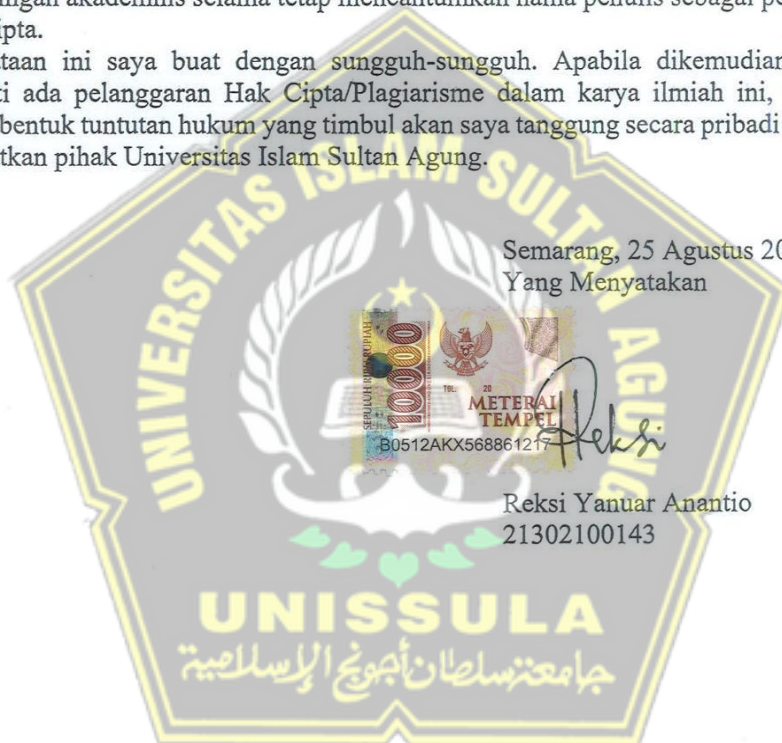 akademis selama tetap mencantumkan nama penulis sebagai
taan ini saya buat dengan sungguh-sungguh. Apabila dikemudian
ada pelanggaran Hak Cipta/Plagiarisme dalam karya ilmiah ini,
bentuk tuntutan hukum yang timbul akan saya tanggung secara pribadi
tkan pihak Universitas Islam Sultan Agung.
UNIVERSITAS ISLAM SULTAN AGUNG
Semarang, 25 Agustus 20
Yang Menyatakan
SEPULUH RIBU RUPIAH
10000
TGL. 20
METERAI
TEMPEL
B0512AKX568861217
Reksi
Reksi Yanuar Anantio
21302100143
UNISSULA
جامعة سلطان أجونج الإسلامية